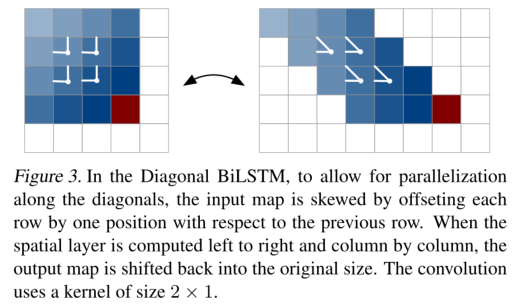 Figure 3. In the Diagonal BiLSTM, to allow for parallelization
along the diagonals, the input map is skewed by offseting each
row by one position with respect to the previous row. When the
spatial layer is computed left to right and column by column, the
output map is shifted back into the original size. The convolution
uses a kernel of size 2 × 1.